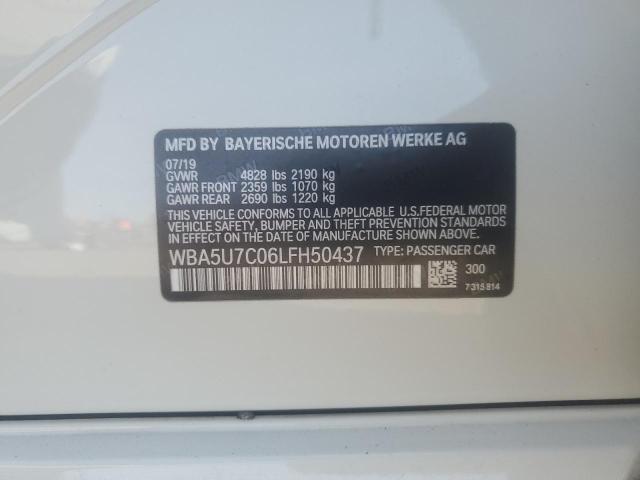 MFD BY BAYERISCHE MOTOREN WERKE AG
07/19
GVWR 4828 lbs 2190 kg
GAWR FRONT 2359 lbs 1070 kg
GAWR REAR 2690 lbs 1220 kg
THIS VEHICLE CONFORMS TO ALL APPLICABLE U.S.FEDERAL MOTOR
VEHICLE SAFETY, BUMPER, AND THEFT PREVENTION STANDARDS
IN EFFECT ON THE DATE OF MANUFACTURE SHOWN ABOVE.
WBA5U7C06LFH50437 TYPE: PASSENGER CAR
300
7315814